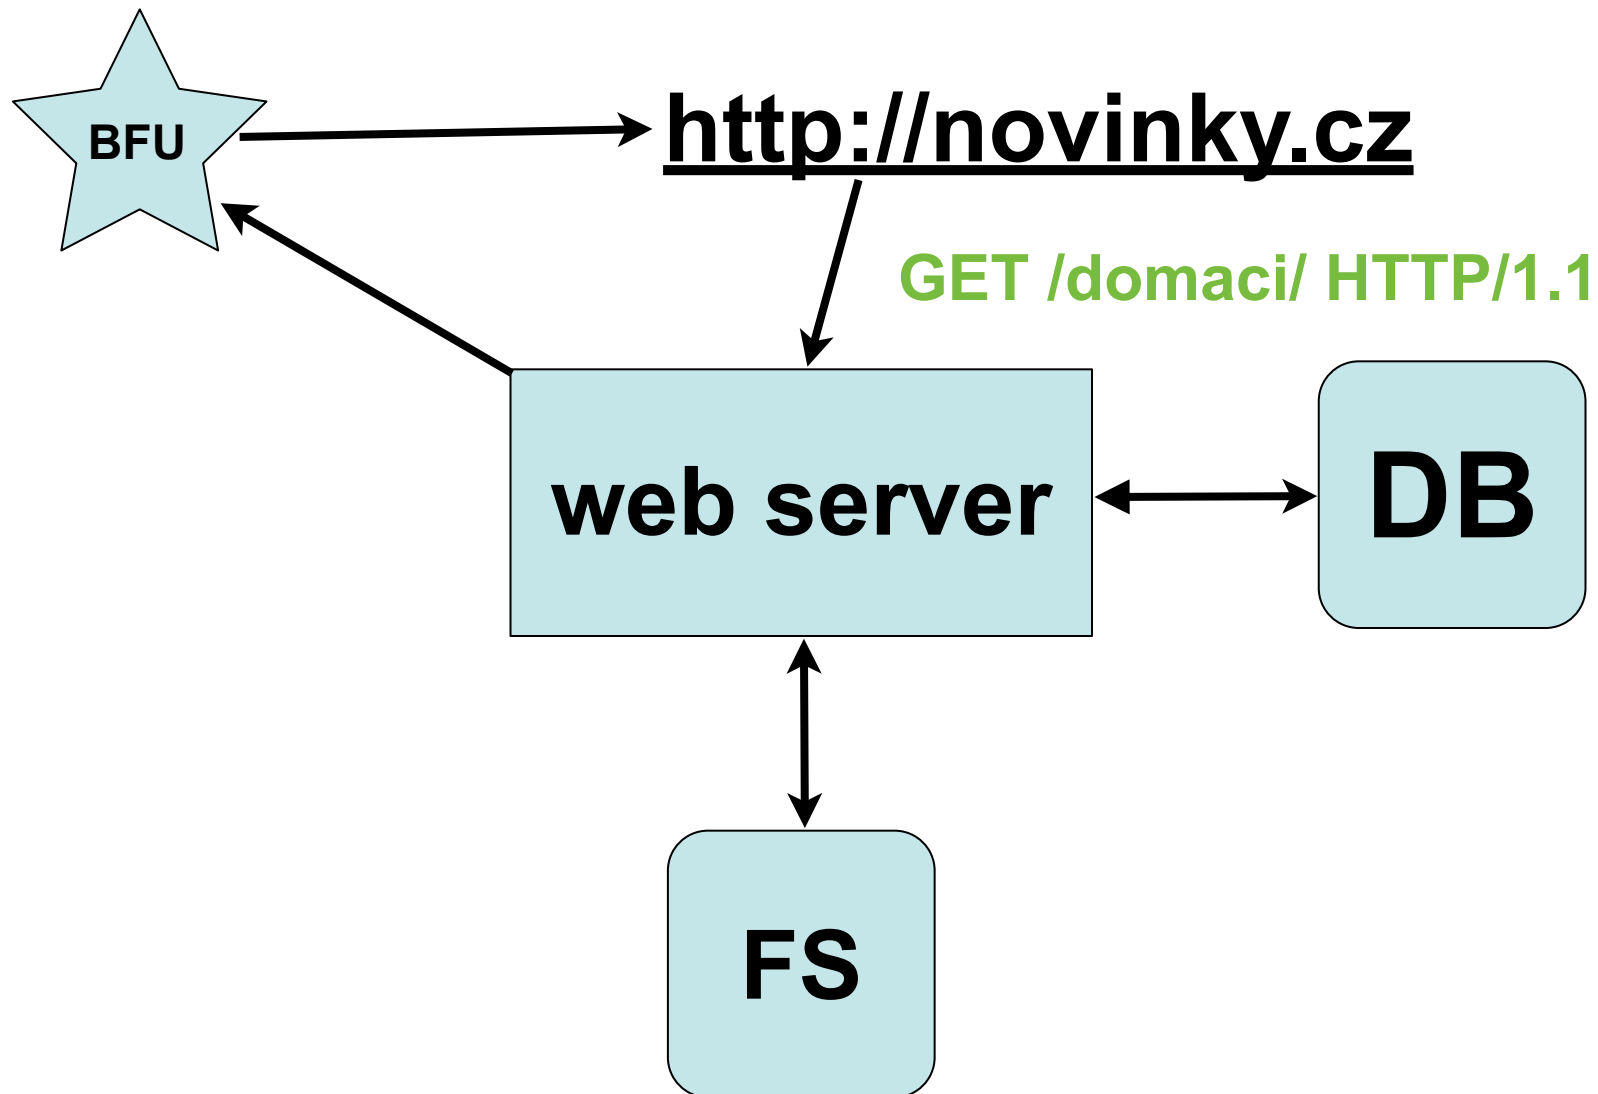 BFU
http://novinky.cz
GET /domaci/ HTTP/1.1
web server
DB
FS